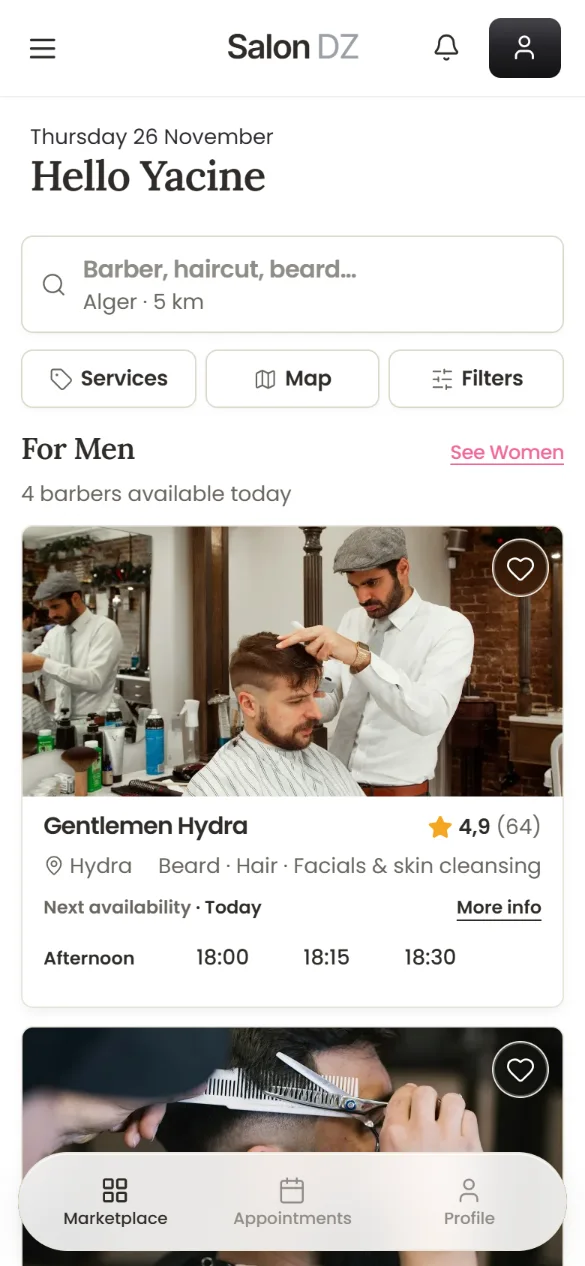 Salon DZ
Thursday 26 November
Hello Yacine
Barber, haircut, beard...
Alger · 5 km
Services
Map
Filters
For Men
See Women
4 barbers available today
Gentlemen Hydra
4,9 (64)
Hydra
Beard · Hair · Facials & skin cleansing
Next availability · Today
More info
Afternoon
18:00
18:15
18:30
Marketplace
Appointments
Profile